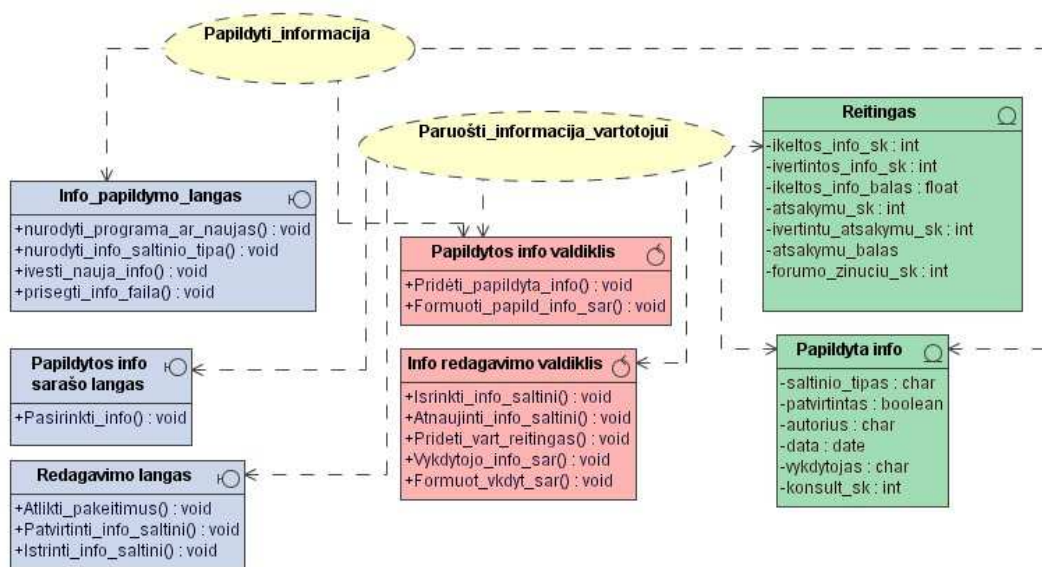 Papildyti_informacija
Paruošti_informacija_vartotojui
Reitingas
-ikeltos_info_sk : int
-ivertintos_info_sk : int
-ikeltos_info_balas : float
-atsakymu_sk : int
-ivertintu_atsakymu_sk : int
-atsakymu_balas
-forumo_zinuciu_sk : int
Info_papildymo_langas
+nurodyti_programa_ar_naujas() : void
+nurodyti_info_saltinio_tipa() : void
+ivesti_nauja_info() : void
+prisegti_info_faila() : void
Papildytos info valdiklis
+Pridėti_papildyta_info() : void
+Formuoti_papild_info_sar() : void
Papildytos info
sarašo langas
+Pasirinkti_info() : void
Info redagavimo valdiklis
+Isrinkti_info_saltini() : void
+Atnaujinti_info_saltini() : void
+Prideti_vart_reitingas() : void
+Vykdytojo_info_sar() : void
+Formuot_vkdyt_sar() : void
Papildyta info
-saltinio_tipas : char
-patvirtintas : boolean
-autorius : char
-data : date
-vykdytojas : char
-konsult_sk : int
Redagavimo langas
+Atlikti_pakeitimus() : void
+Patvirtinti_info_saltini() : void
+Istrinti_info_saltini() : void